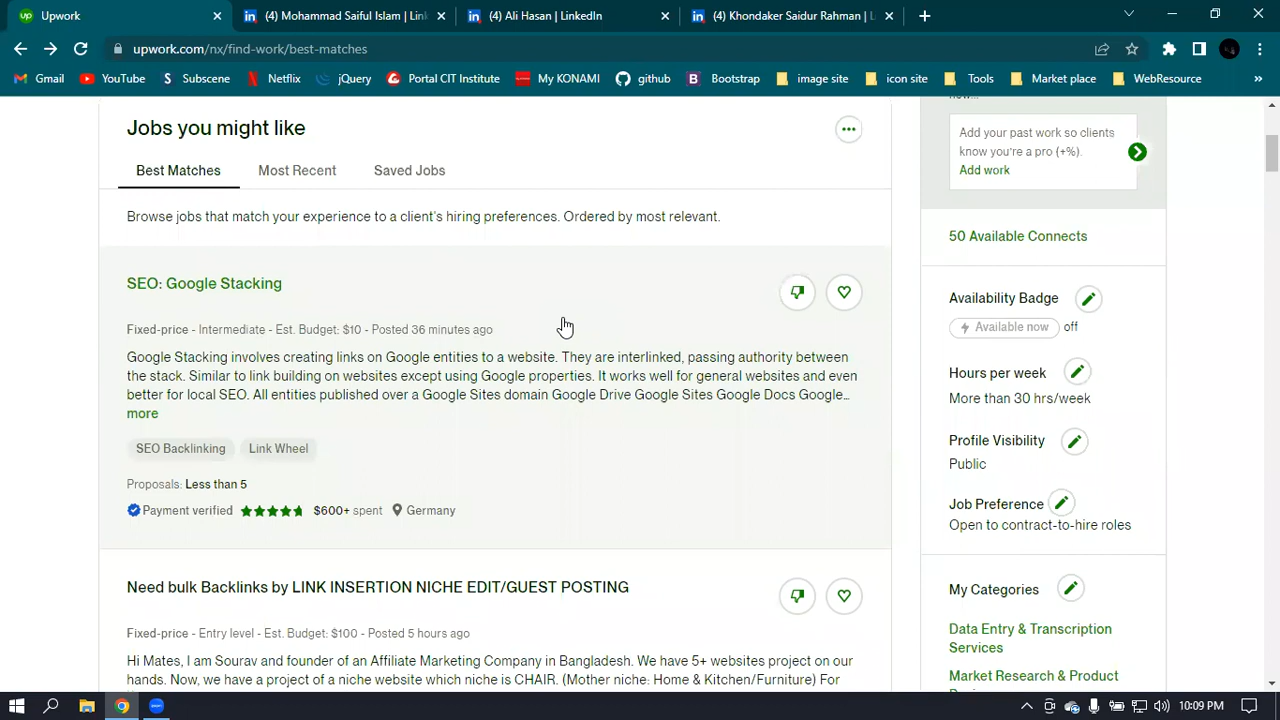 up Upwork
in (4) Mohammad Saiful Islam | Link
in (4) Ali Hasan | LinkedIn
in (4) Khondaker Saidur Rahman | L
upwork.com/nx/find-work/best-matches
Gmail
YouTube
S Subscene
N Netflix
jQuery
Portal CIT Institute
My KONAMI
github
B Bootstrap
image site
icon site
Tools
Market place
WebResource
»
Jobs you might like
Best Matches
Most Recent
Saved Jobs
Browse jobs that match your experience to a client's hiring preferences. Ordered by most relevant.
SEO: Google Stacking
Fixed-price - Intermediate - Est. Budget: $10 - Posted 36 minutes ago
Google Stacking involves creating links on Google entities to a website. They are interlinked, passing authority between
the stack. Similar to link building on websites except using Google properties. It works well for general websites and even
better for local SEO. All entities published over a Google Sites domain Google Drive Google Sites Google Docs Google…
more
SEO Backlinking
Link Wheel
Proposals: Less than 5
Payment verified
$600+ spent
Germany
Need bulk Backlinks by LINK INSERTION NICHE EDIT/GUEST POSTING
Fixed-price - Entry level - Est. Budget: $100 - Posted 5 hours ago
Hi Mates, I am Sourav and founder of an Affiliate Marketing Company in Bangladesh. We have 5+ websites project on our
hands. Now, we have a project of a niche website which niche is CHAIR. (Mother niche: Home & Kitchen/Furniture) For
now...
Add your past work so clients
know you're a pro (+%).
Add work
50 Available Connects
Availability Badge
Available now
off
Hours per week
More than 30 hrs/week
Profile Visibility
Public
Job Preference
Open to contract-to-hire roles
My Categories
Data Entry & Transcription
Services
Market Research & Product
10:09 PM